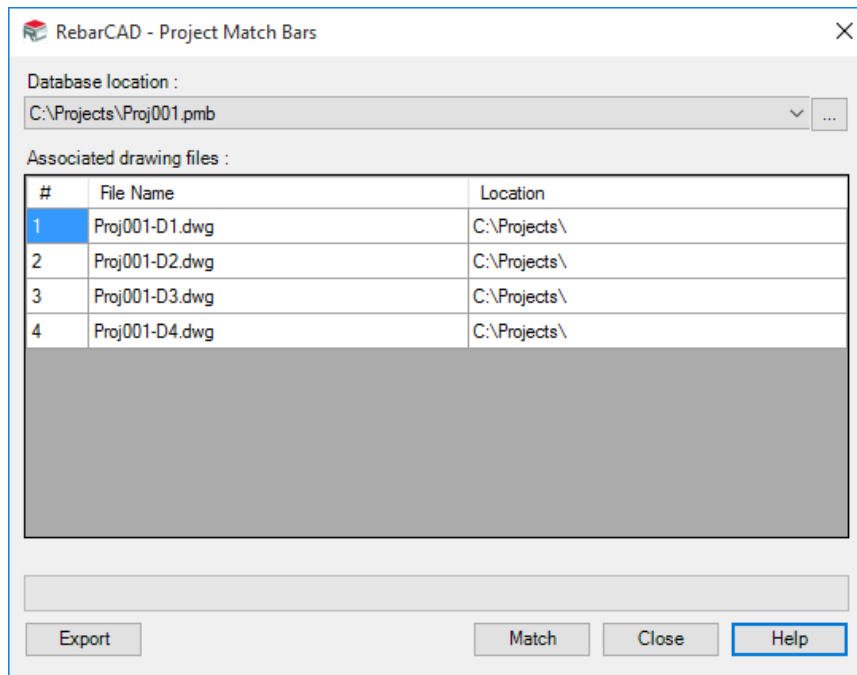 RebarCAD - Project Match Bars
Database location :
C:\Projects\Proj001.pmb
...
Associated drawing files :
# File Name Location
1 Proj001-D1.dwg C:\Projects\
2 Proj001-D2.dwg C:\Projects\
3 Proj001-D3.dwg C:\Projects\
4 Proj001-D4.dwg C:\Projects\
Export Match Close Help